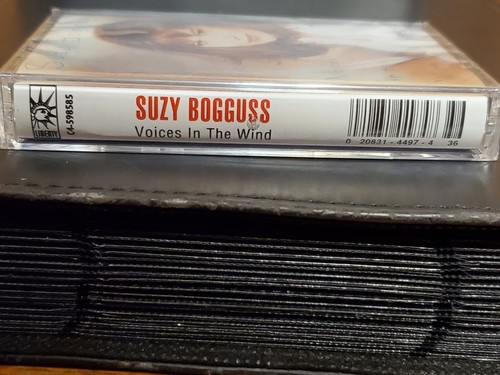 LIBERTY
C4-598585
SUZY BOGGUSS
Voices In The Wind
0 20831-4497-4 36